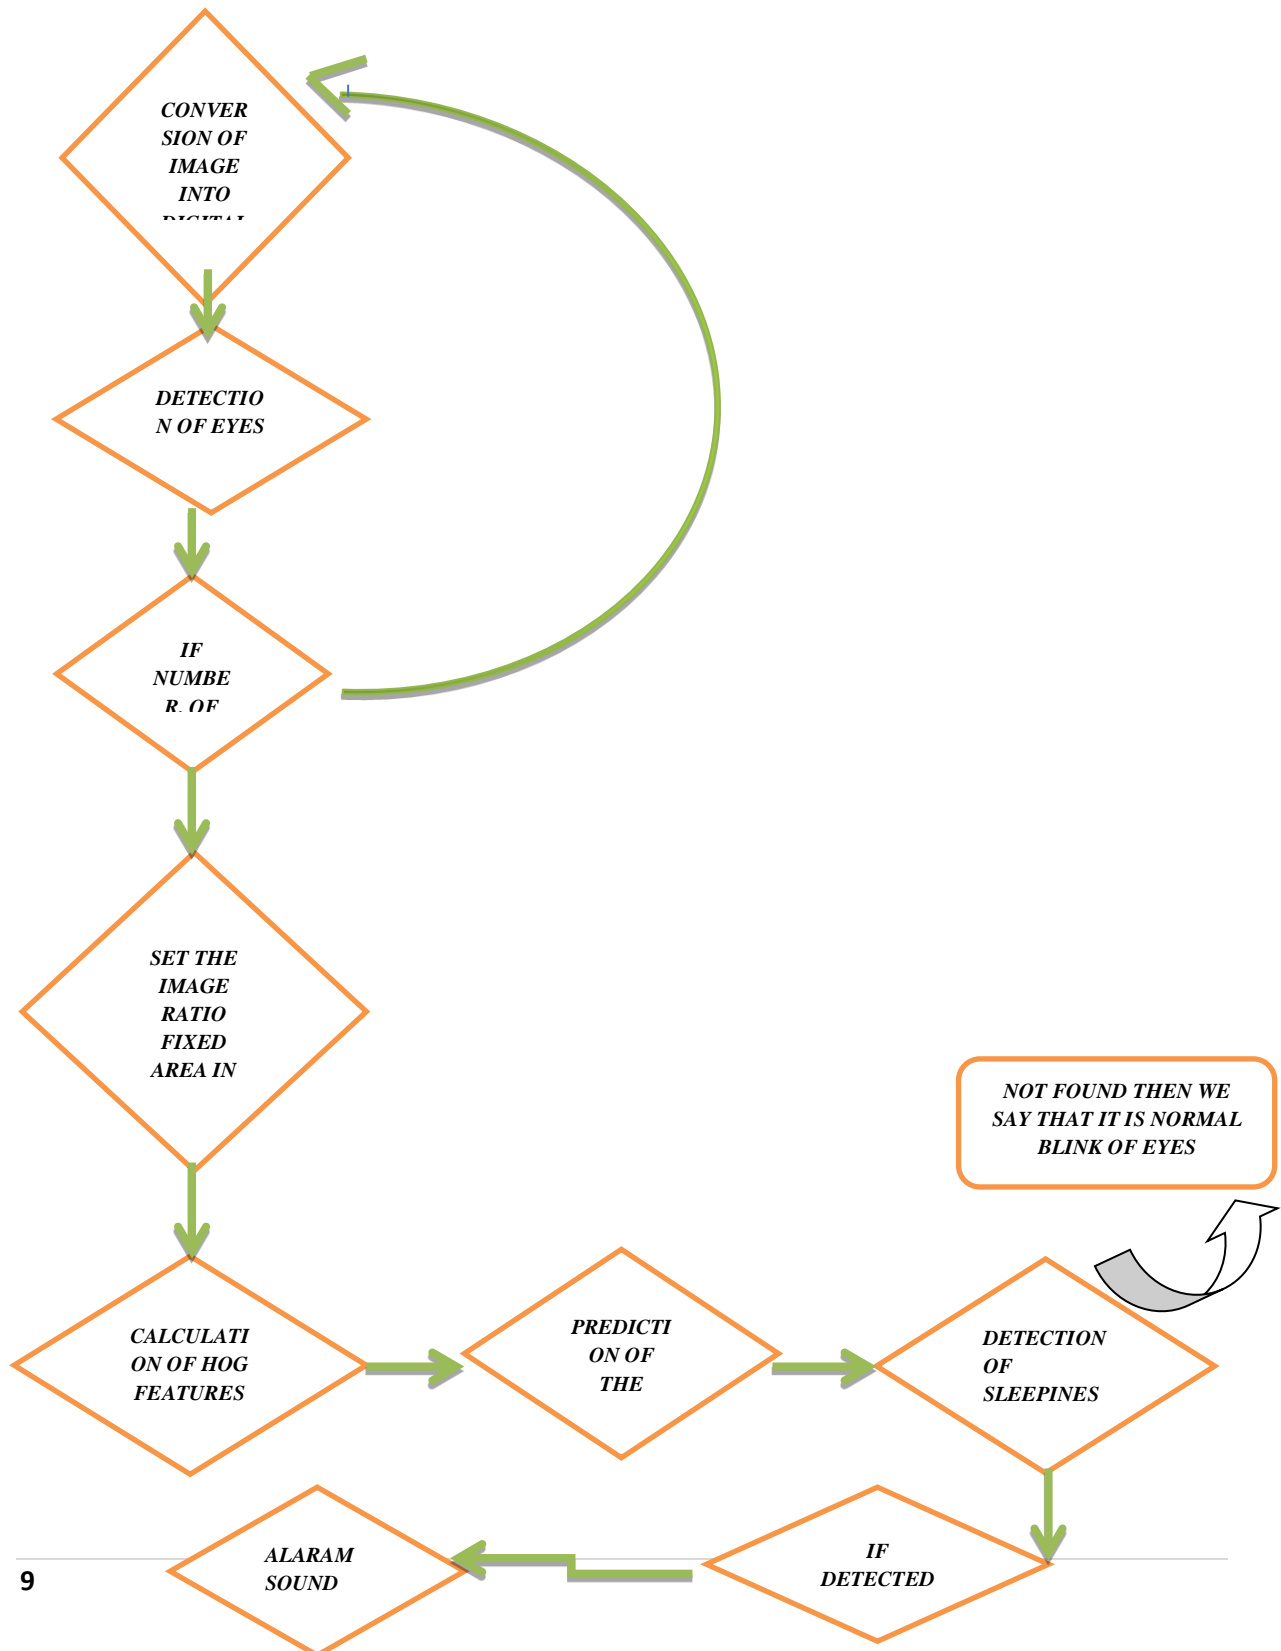 CONVER
SION OF
IMAGE
INTO
DIGITAL
DETECTIO
N OF EYES
IF
NUMBE
R. OF
SET THE
IMAGE
RATIO
FIXED
AREA IN
NOT FOUND THEN WE
SAY THAT IT IS NORMAL
BLINK OF EYES
CALCULATI
ON OF HOG
FEATURES
PREDICTI
ON OF
THE
DETECTION
OF
SLEEPINES
IF
DETECTED
ALARAM
SOUND
9